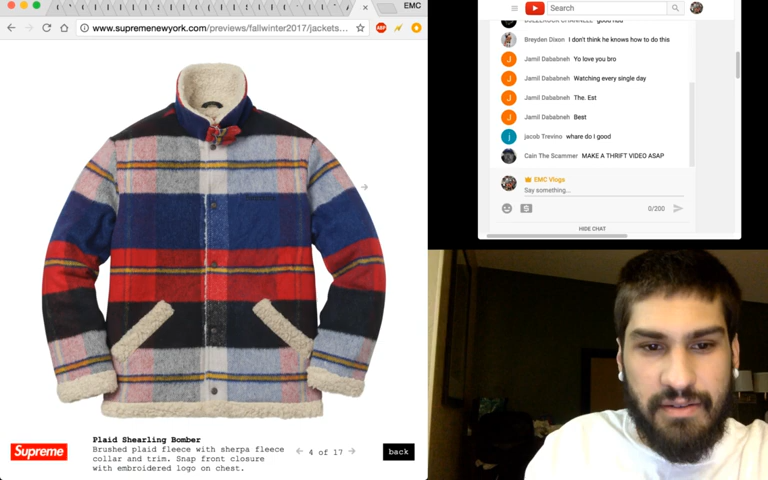 EMC
www.supremenewyork.com/previews/fallwinter2017/jackets...
ABP
Plaid Shearling Bomber
Brushed plaid fleece with sherpa fleece
collar and trim. Snap front closure
with embroidered logo on chest.
Supreme
4 of 17
back
Search
Breyden Dixon I don't think he knows how to do this
J Jamil Dababneh Yo love you bro
J Jamil Dababneh Watching every single day
J Jamil Dababneh The. Est
J Jamil Dababneh Best
j jacob Trevino whare do I good
Cain The Scammer MAKE A THRIFT VIDEO ASAP
EMC Vlogs
Say something...
0/200
HIDE CHAT